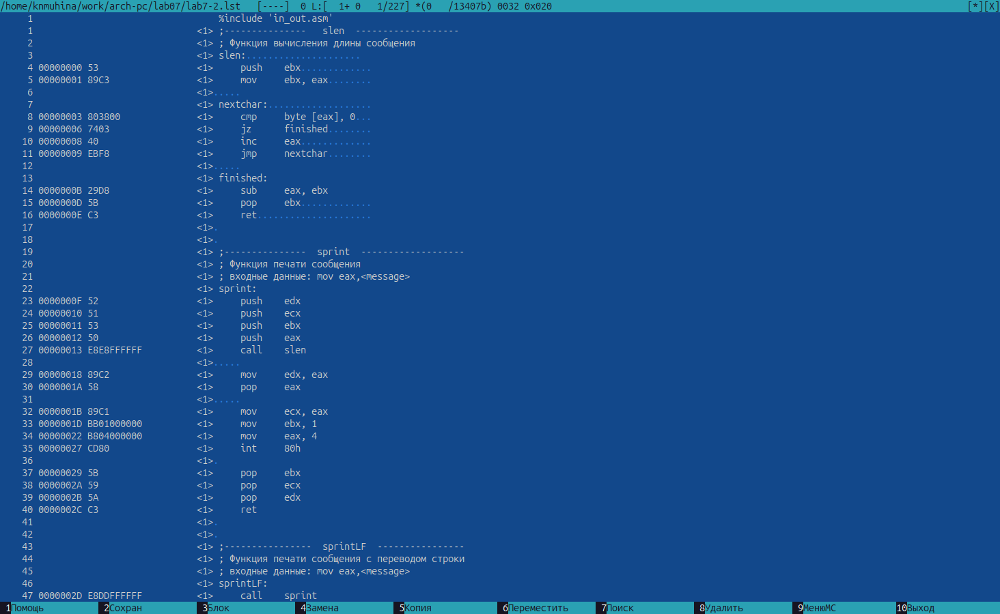 /home/knmuhina/work/arch-pc/lab07/lab7-2.lst   [----]  0 L:[  1+ 0   1/227] *(0   /13407b) 0032 0x020                                                                            [*][X]
     1                                  %include 'in_out.asm'
     1                              <1> ;---------------   slen  -------------------
     2                              <1> ; Функция вычисления длины сообщения
     3                              <1> slen:.....................
     4 00000000 53                  <1>     push    ebx.............
     5 00000001 89C3                <1>     mov     ebx, eax........
     6                              <1>.....
     7                              <1> nextchar:...................
     8 00000003 803800              <1>     cmp     byte [eax], 0...
     9 00000006 7403                <1>     jz      finished........
    10 00000008 40                  <1>     inc     eax.............
    11 00000009 EBF8                <1>     jmp     nextchar........
    12                              <1>.....
    13                              <1> finished:
    14 0000000B 29D8                <1>     sub     eax, ebx
    15 0000000D 5B                  <1>     pop     ebx.............
    16 0000000E C3                  <1>     ret.....................
    17                              <1>.
    18                              <1>.
    19                              <1> ;---------------  sprint  -------------------
    20                              <1> ; Функция печати сообщения
    21                              <1> ; входные данные: mov eax,<message>
    22                              <1> sprint:
    23 0000000F 52                  <1>     push    edx
    24 00000010 51                  <1>     push    ecx
    25 00000011 53                  <1>     push    ebx
    26 00000012 50                  <1>     push    eax
    27 00000013 E8E8FFFFFF          <1>     call    slen
    28                              <1>.....
    29 00000018 89C2                <1>     mov     edx, eax
    30 0000001A 58                  <1>     pop     eax
    31                              <1>.....
    32 0000001B 89C1                <1>     mov     ecx, eax
    33 0000001D BB01000000          <1>     mov     ebx, 1
    34 00000022 B804000000          <1>     mov     eax, 4
    35 00000027 CD80                <1>     int     80h
    36                              <1>.
    37 00000029 5B                  <1>     pop     ebx
    38 0000002A 59                  <1>     pop     ecx
    39 0000002B 5A                  <1>     pop     edx
    40 0000002C C3                  <1>     ret
    41                              <1>.
    42                              <1>.
    43                              <1> ;----------------  sprintLF  ----------------
    44                              <1> ; Функция печати сообщения с переводом строки
    45                              <1> ; входные данные: mov eax,<message>
    46                              <1> sprintLF:
    47 0000002D E8DDFFFFFF          <1>     call    sprint
 1Помощь  2Сохран  3Блок  4Замена  5Копия  6Переместить  7Поиск  8Удалить  9МенюMC  10Выход